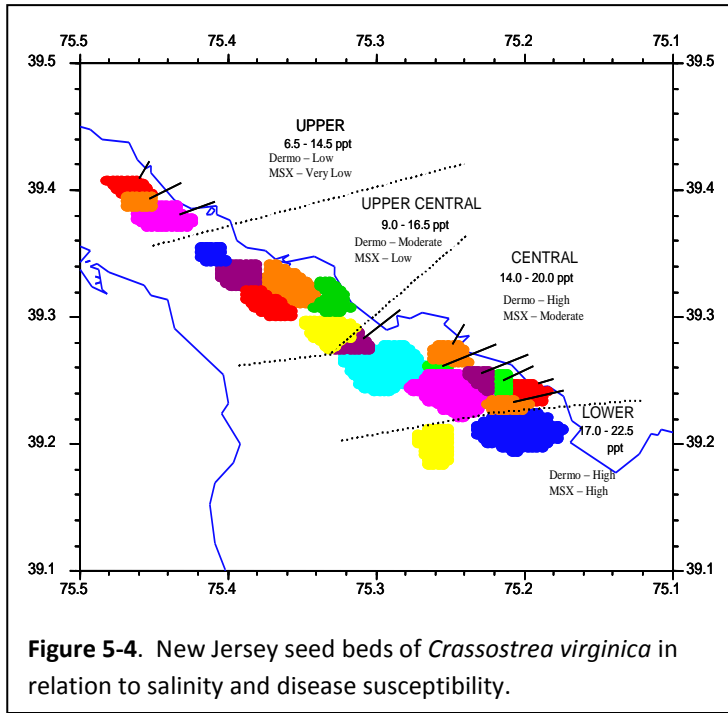 75.5 75.4 75.3 75.2 75.1
39.5 39.5
UPPER
6.5 - 14.5 ppt
Dermo – Low
MSX – Very Low
39.4 39.4
UPPER CENTRAL
9.0 - 16.5 ppt
Dermo – Moderate
MSX – Low
CENTRAL
14.0 - 20.0 ppt
Dermo – High
MSX – Moderate
39.3 39.3
LOWER
17.0 - 22.5
ppt
39.2 39.2
Dermo – High
MSX – High
39.1 39.1
75.5 75.4 75.3 75.2 75.1
Figure 5-4. New Jersey seed beds of Crassostrea virginica in
relation to salinity and disease susceptibility.